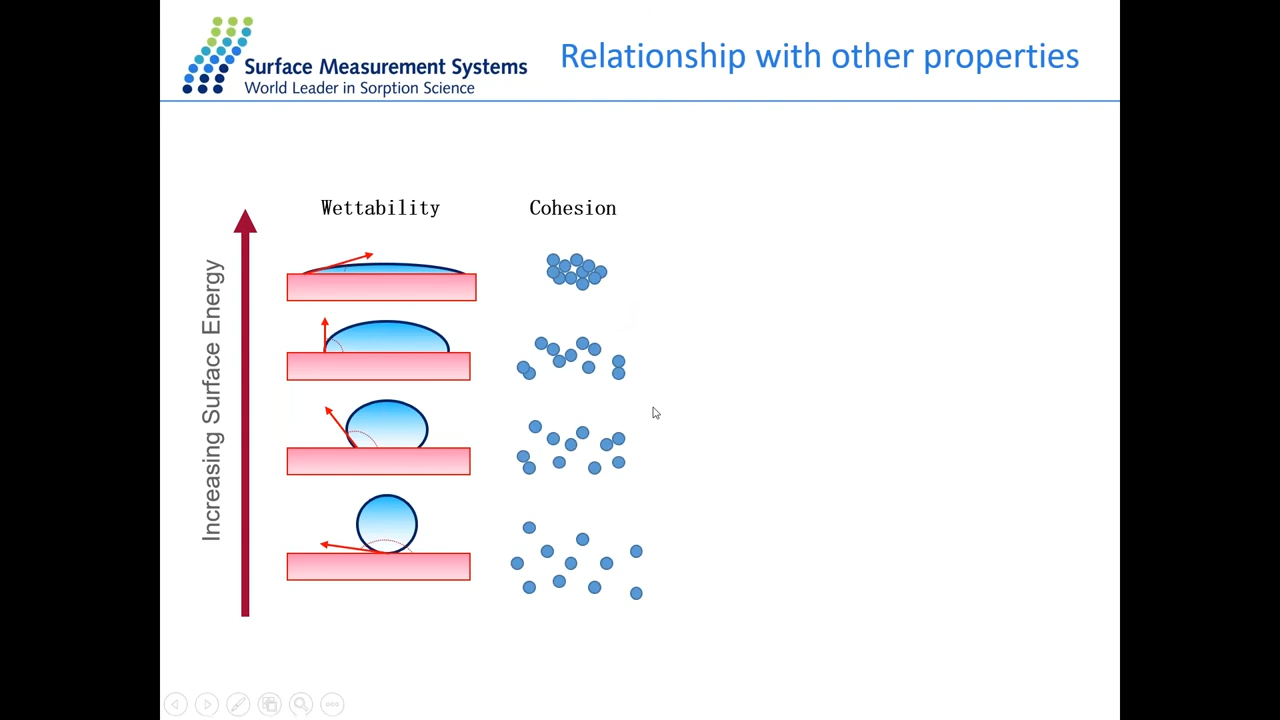 Surface Measurement Systems
World Leader in Sorption Science
Relationship with other properties
Wettability
Cohesion
Increasing Surface Energy